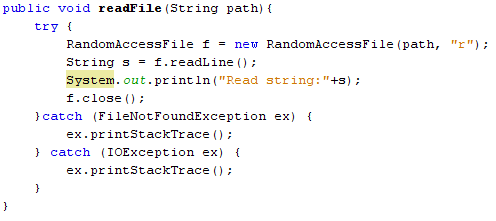 public void readFile(String path){
    try {
        RandomAccessFile f = new RandomAccessFile(path, "r");
        String s = f.readLine();
        System.out.println("Read string:"+s);
        f.close();
    }catch (FileNotFoundException ex) {
        ex.printStackTrace();
    } catch (IOException ex) {
        ex.printStackTrace();
    }
}